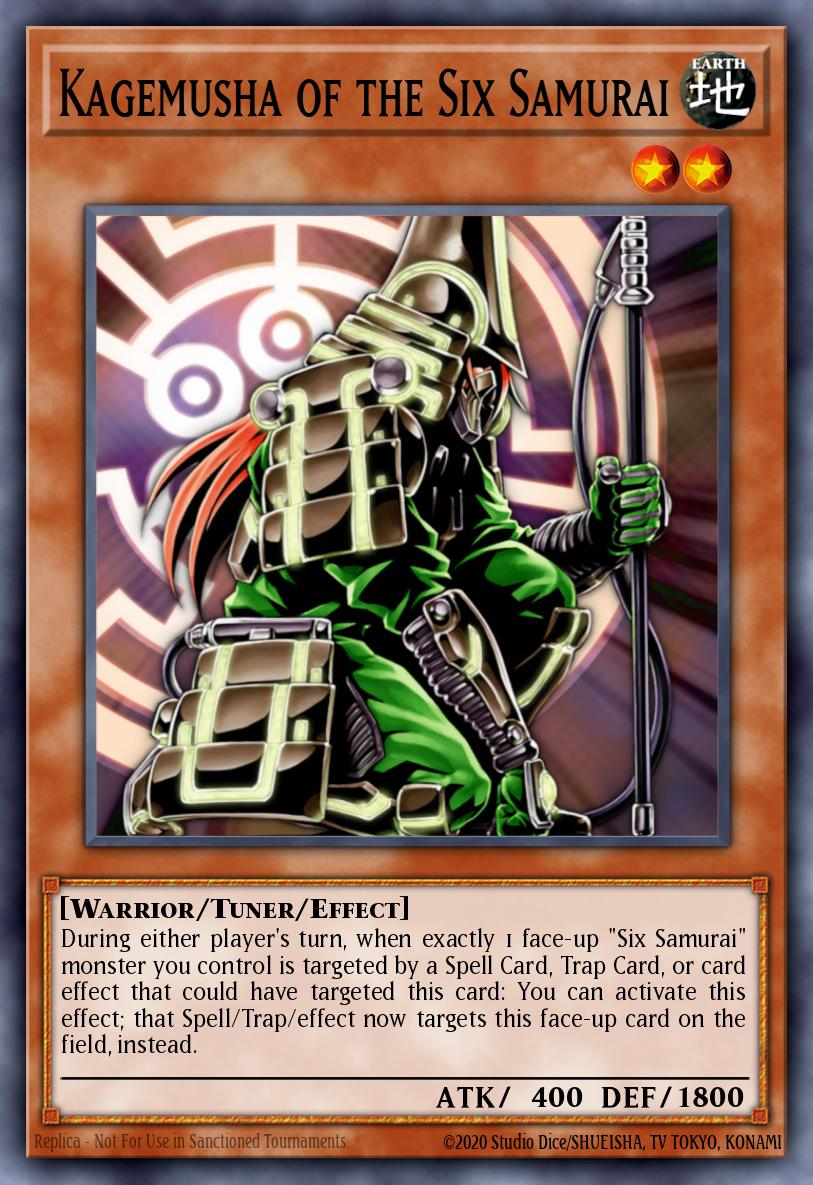 Kagemusha of the Six Samurai
EARTH
地
[Warrior/Tuner/Effect]
During either player's turn, when exactly 1 face-up "Six Samurai"
monster you control is targeted by a Spell Card, Trap Card, or card
effect that could have targeted this card: You can activate this
effect; that Spell/Trap/effect now targets this face-up card on the
field, instead.
ATK/ 400 DEF/1800
Replica - Not For Use in Sanctioned Tournaments.
©2020 Studio Dice/SHUEISHA, TV TOKYO, KONAMI